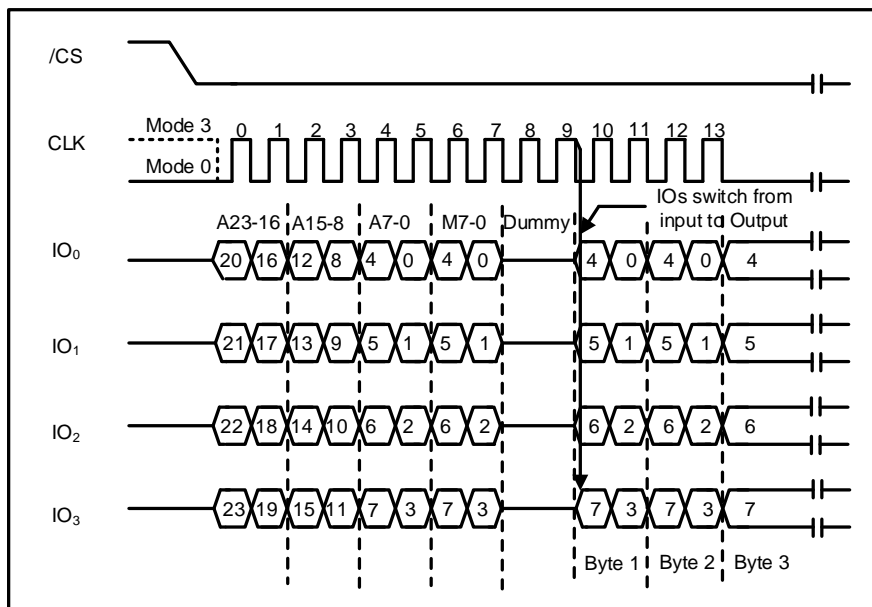 /CS
Mode 3
0 1 2 3 4 5 6 7 8 9 10 11 12 13
CLK
Mode 0
IOs switch from
input to Output
A23-16 A15-8 A7-0 M7-0 Dummy
IO0 20 16 12 8 4 0 4 0 4 0 4 0 4
IO1 21 17 13 9 5 1 5 1 5 1 5 1 5
IO2 22 18 14 10 6 2 6 2 6 2 6 2 6
IO3 23 19 15 11 7 3 7 3 7 3 7 3 7
Byte 1 Byte 2 Byte 3